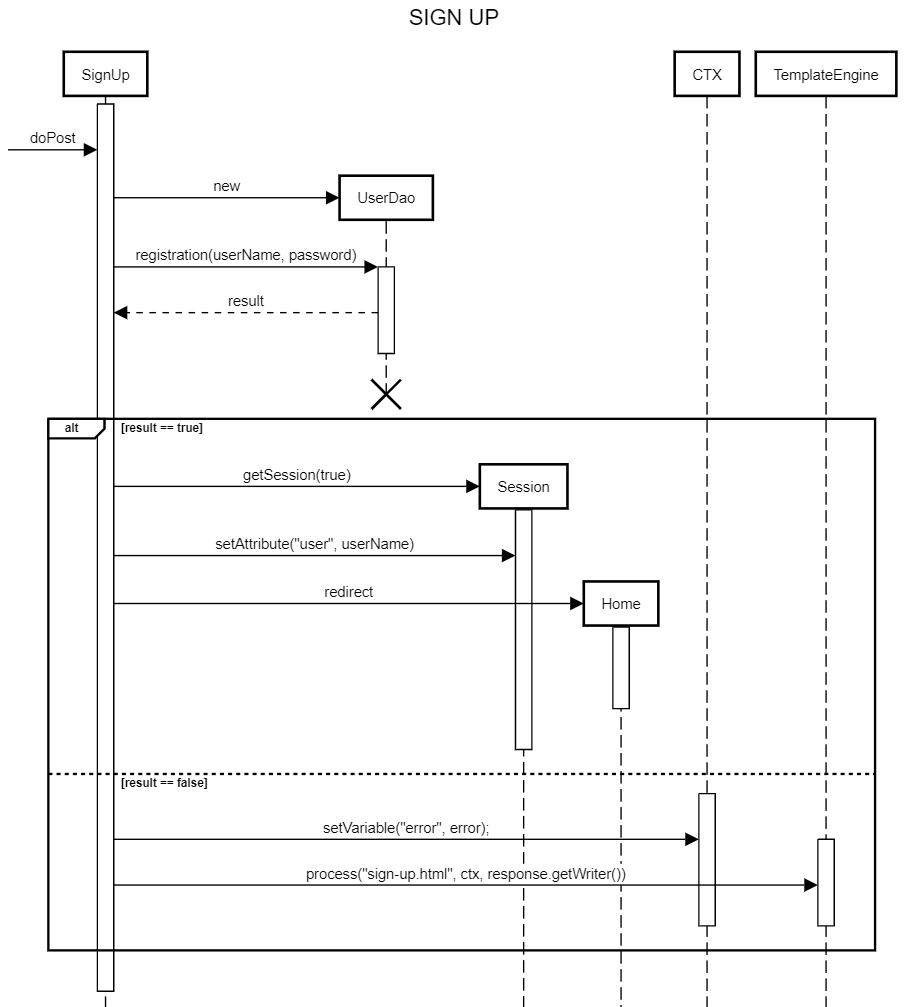 SIGN UP
SignUp
CTX
TemplateEngine
doPost
new
UserDao
registration(userName, password)
result
alt
[result == true]
getSession(true)
Session
setAttribute("user", userName)
redirect
Home
[result == false]
setVariable("error", error);
process("sign-up.html", ctx, response.getWriter())